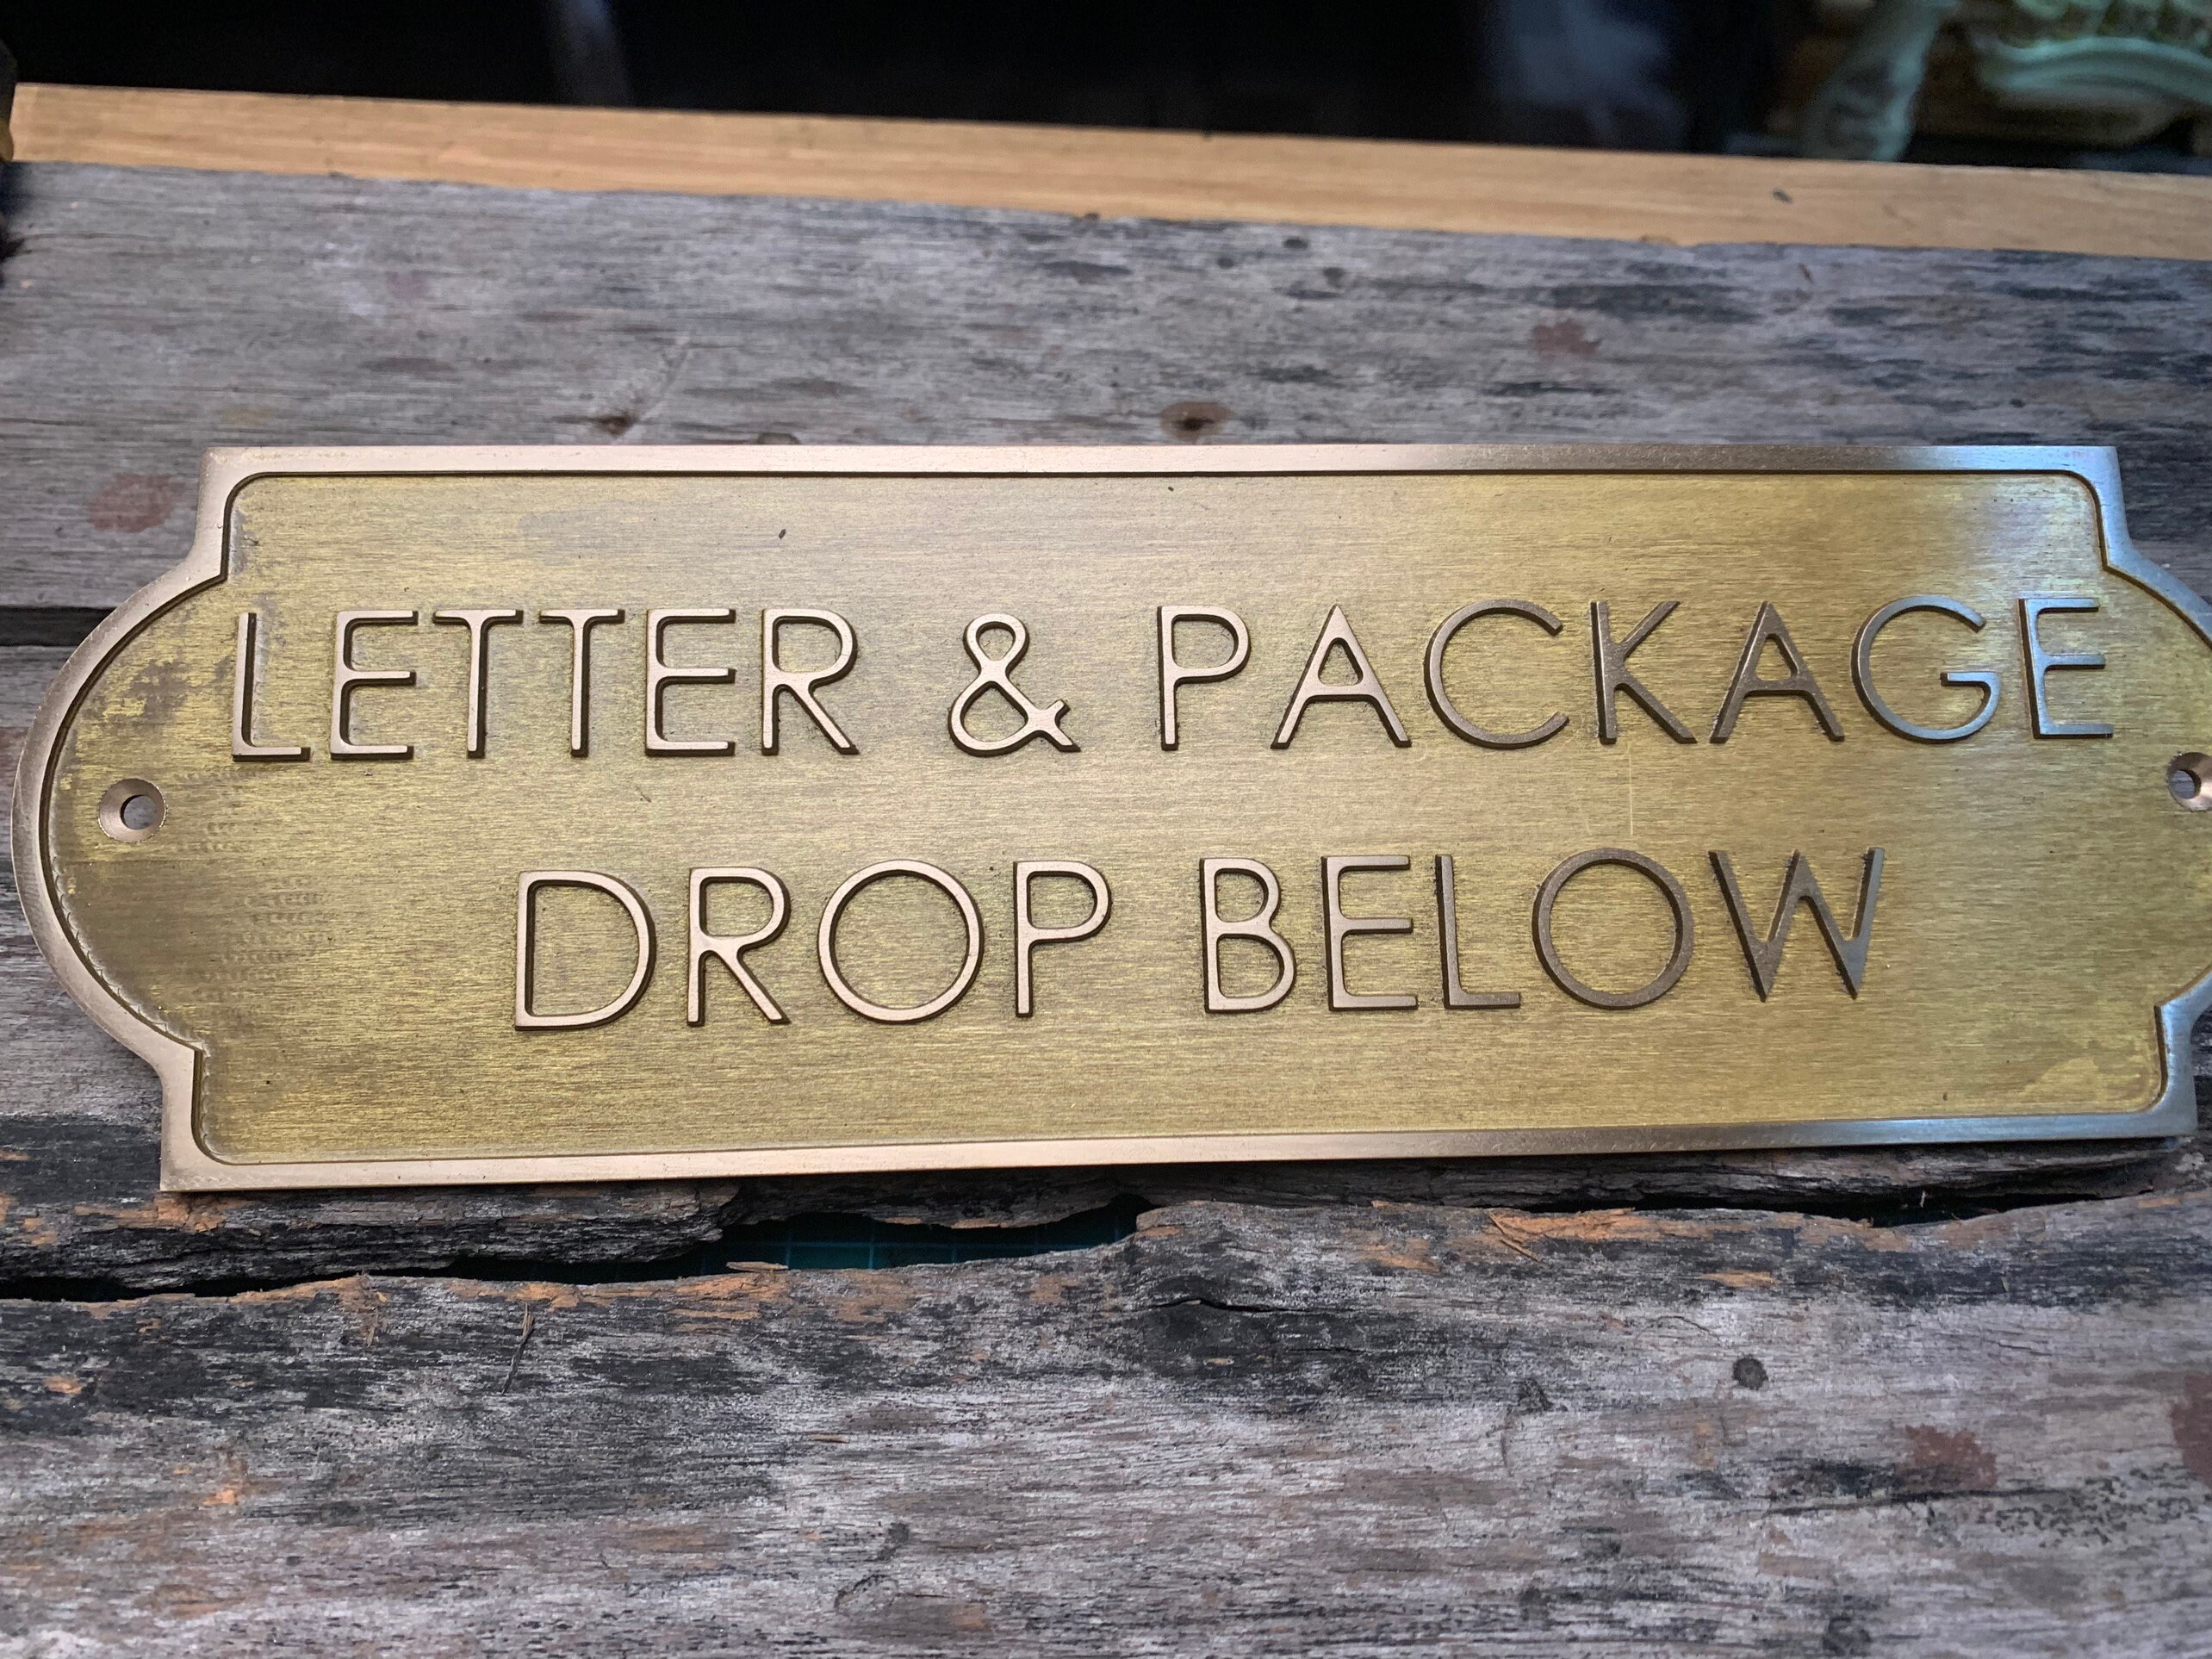 LETTER & PACKAGE
DROP BELOW